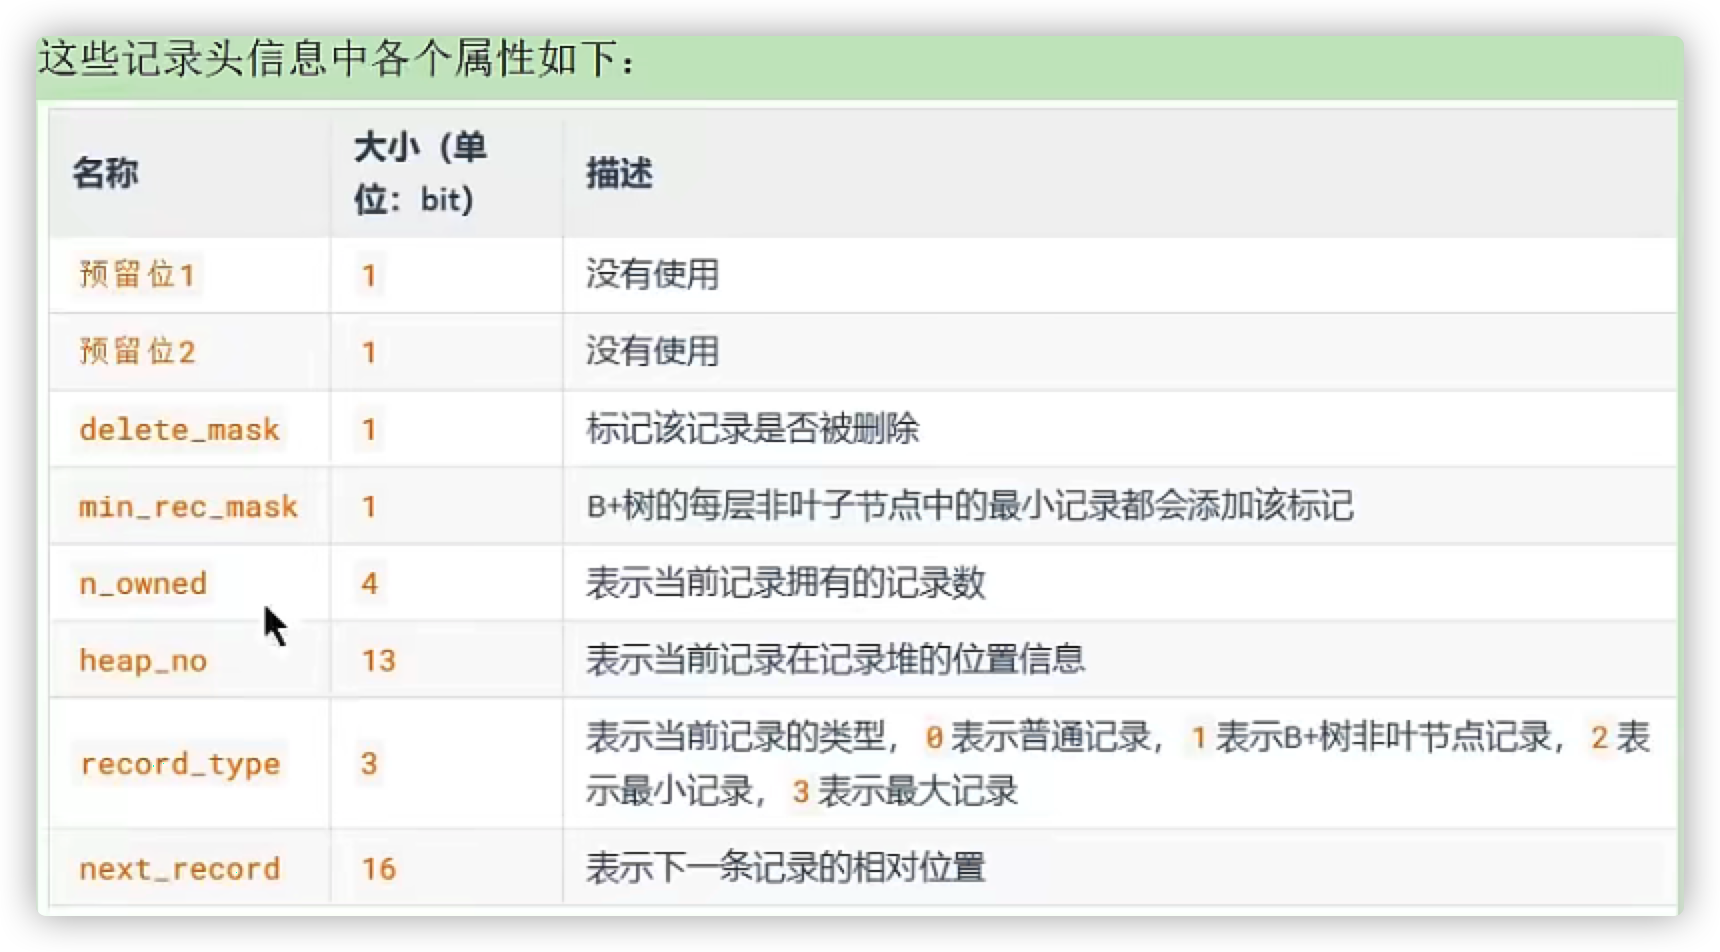 这些记录头信息中各个属性如下：
名称 大小（单位：bit） 描述
预留位1 1 没有使用
预留位2 1 没有使用
delete_mask 1 标记该记录是否被删除
min_rec_mask 1 B+树的每层非叶子节点中的最小记录都会添加该标记
n_owned 4 表示当前记录拥有的记录数
heap_no 13 表示当前记录在记录堆的位置信息
record_type 3 表示当前记录的类型，0表示普通记录，1表示B+树非叶节点记录，2表
示最小记录，3表示最大记录
next_record 16 表示下一条记录的相对位置